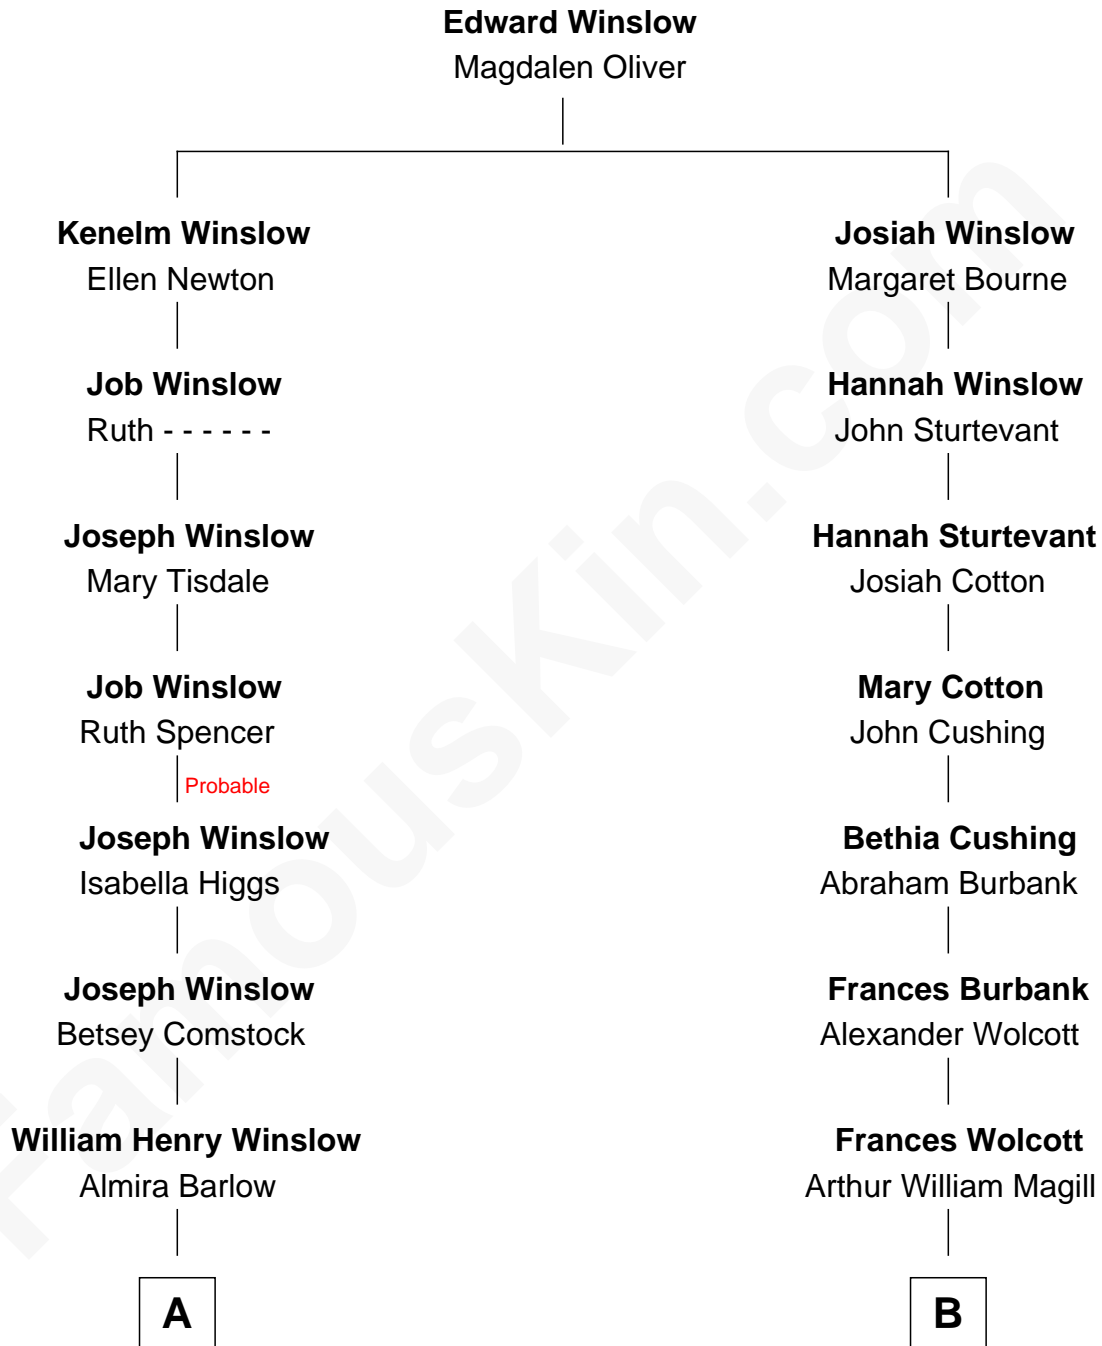 Edward Winslow
Magdalen Oliver
Kenelm Winslow
Ellen Newton
Josiah Winslow
Margaret Bourne
Job Winslow
Ruth - - - - - -
Hannah Winslow
John Sturtevant
Joseph Winslow
Mary Tisdale
Hannah Sturtevant
Josiah Cotton
Job Winslow
Ruth Spencer
Mary Cotton
John Cushing
Probable
Joseph Winslow
Isabella Higgs
Bethia Cushing
Abraham Burbank
Joseph Winslow
Betsey Comstock
Frances Burbank
Alexander Wolcott
William Henry Winslow
Almira Barlow
Frances Wolcott
Arthur William Magill
A
B
FamousKin.com